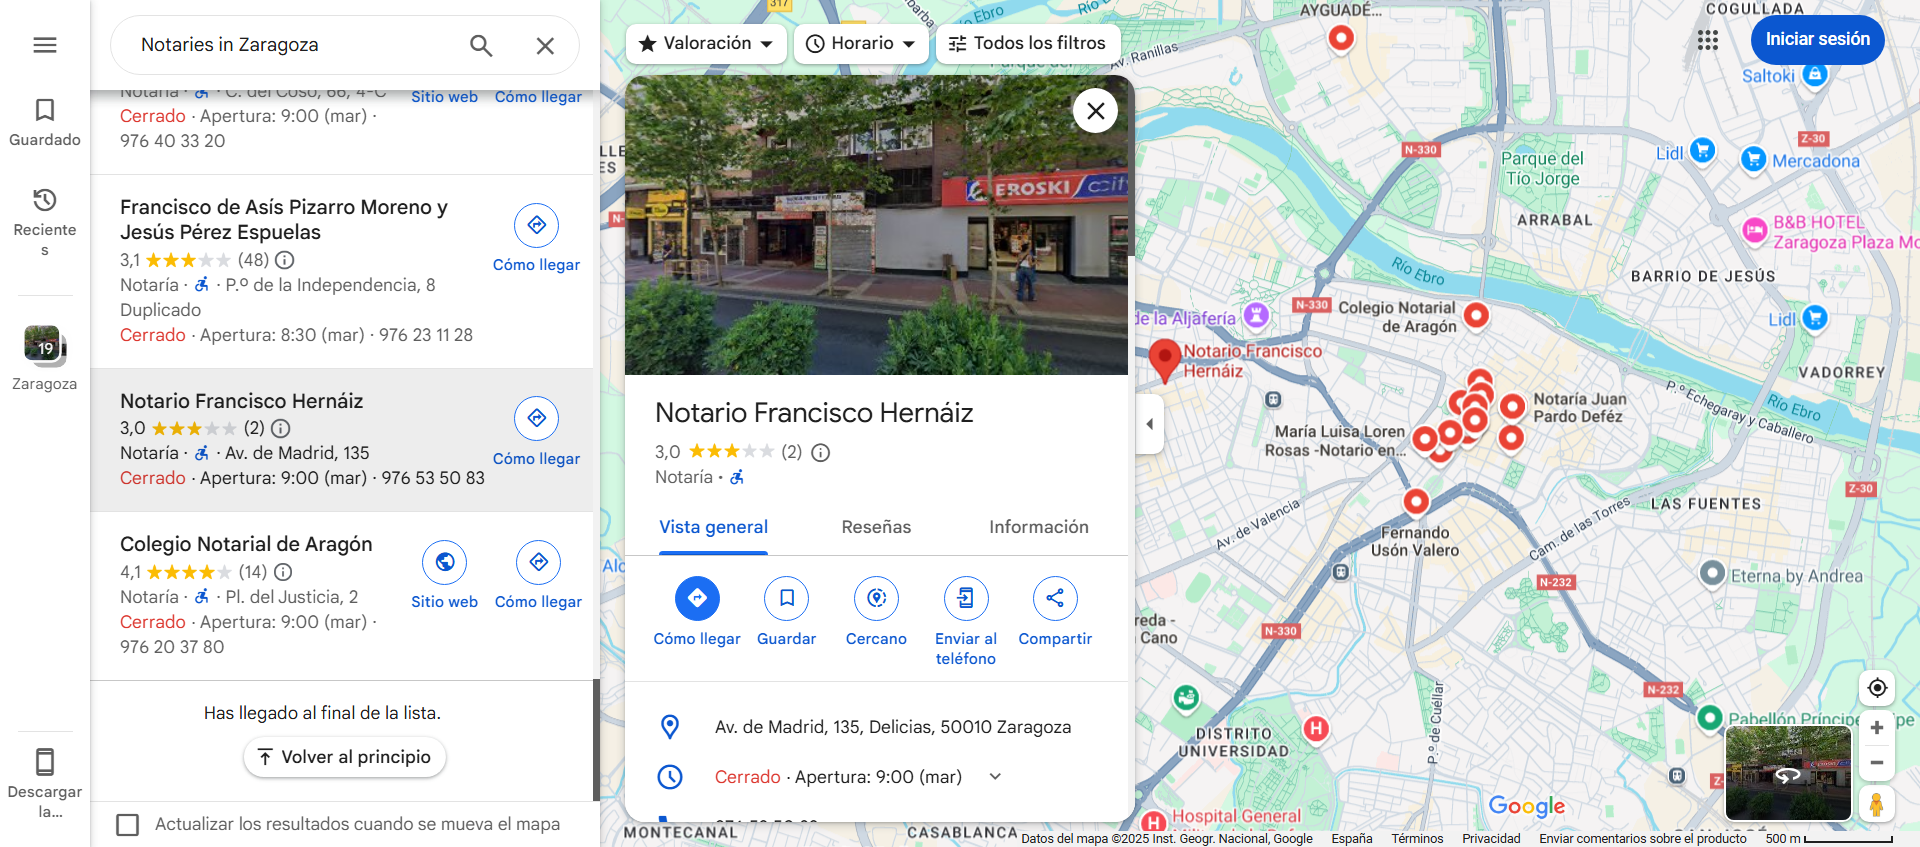 Guardado
Reciente
s
19
Zaragoza
Descargar
la...
Notaries in Zaragoza
Notaría · · C. del Coso, 66, 4-C
Cerrado · Apertura: 9:00 (mar) ·
976 40 33 20
Sitio web
Cómo llegar
Francisco de Asís Pizarro Moreno y
Jesús Pérez Espuelas
3,1 (48)
Notaría · · P.º de la Independencia, 8
Duplicado
Cerrado · Apertura: 8:30 (mar) · 976 23 11 28
Cómo llegar
Notario Francisco Hernáiz
3,0 (2)
Notaría · · Av. de Madrid, 135
Cerrado · Apertura: 9:00 (mar) · 976 53 50 83
Cómo llegar
Colegio Notarial de Aragón
4,1 (14)
Notaría · · Pl. del Justicia, 2
Cerrado · Apertura: 9:00 (mar) ·
976 20 37 80
Sitio web
Cómo llegar
Has llegado al final de la lista.
Volver al principio
Actualizar los resultados cuando se mueva el mapa
Valoración
Horario
Todos los filtros
EROSKI
Notario Francisco Hernáiz
3,0 (2)
Notaría ·
Vista general
Reseñas
Información
Cómo llegar
Guardar
Cercano
Enviar al
teléfono
Compartir
Av. de Madrid, 135, Delicias, 50010 Zaragoza
Cerrado · Apertura: 9:00 (mar)
317
Río Ebro
AYGUADÉ...
COGULLADA
Iniciar sesión
Av. Ranillas
Saltoki
Z-30
N-330
Parque del
Tío Jorge
Lidl
Mercadona
ARRABAL
B&B HOTEL
Zaragoza Plaza Mo
Río Ebro
BARRIO DE JESÚS
N-330
Colegio Notarial
de Aragón
de la Aljafería
Lidl
Notario Francisco
Hernáiz
VADORREY
P.º Echegaray y Caballero
Río Ebro
Notaría Juan
Pardo Deféz
María Luisa Loren
Rosas -Notario en...
Z-30
LAS FUENTES
Av. de Valencia
Cam. de las Torres
Fernando
Usón Valero
N-232
Eterna by Andrea
N-330
reda -
Cano
N-232
P.º de Cuéllar
DISTRITO
UNIVERSIDAD
Hospital General
MONTECANAL
CASABLANCA
Google
Datos del mapa ©2025 Inst. Geogr. Nacional, Google
España
Términos
Privacidad
Enviar comentarios sobre el producto
500 m